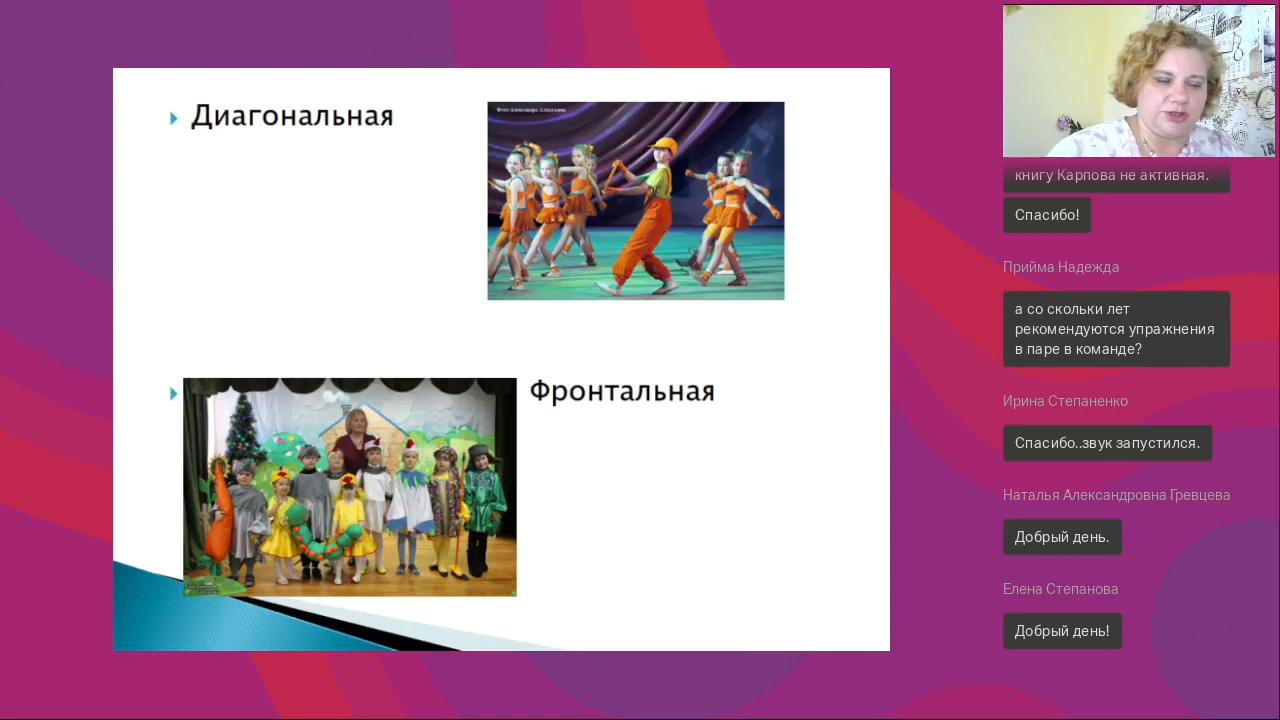 Диагональная
Фронтальная
книгу Карпова не активная.
Спасибо!
Прийма Надежда
а со скольки лет
рекомендуются упражнения
в паре в команде?
Ирина Степаненко
Спасибо..звук запустился.
Наталья Александровна Гревцева
Добрый день.
Елена Степанова
Добрый день!